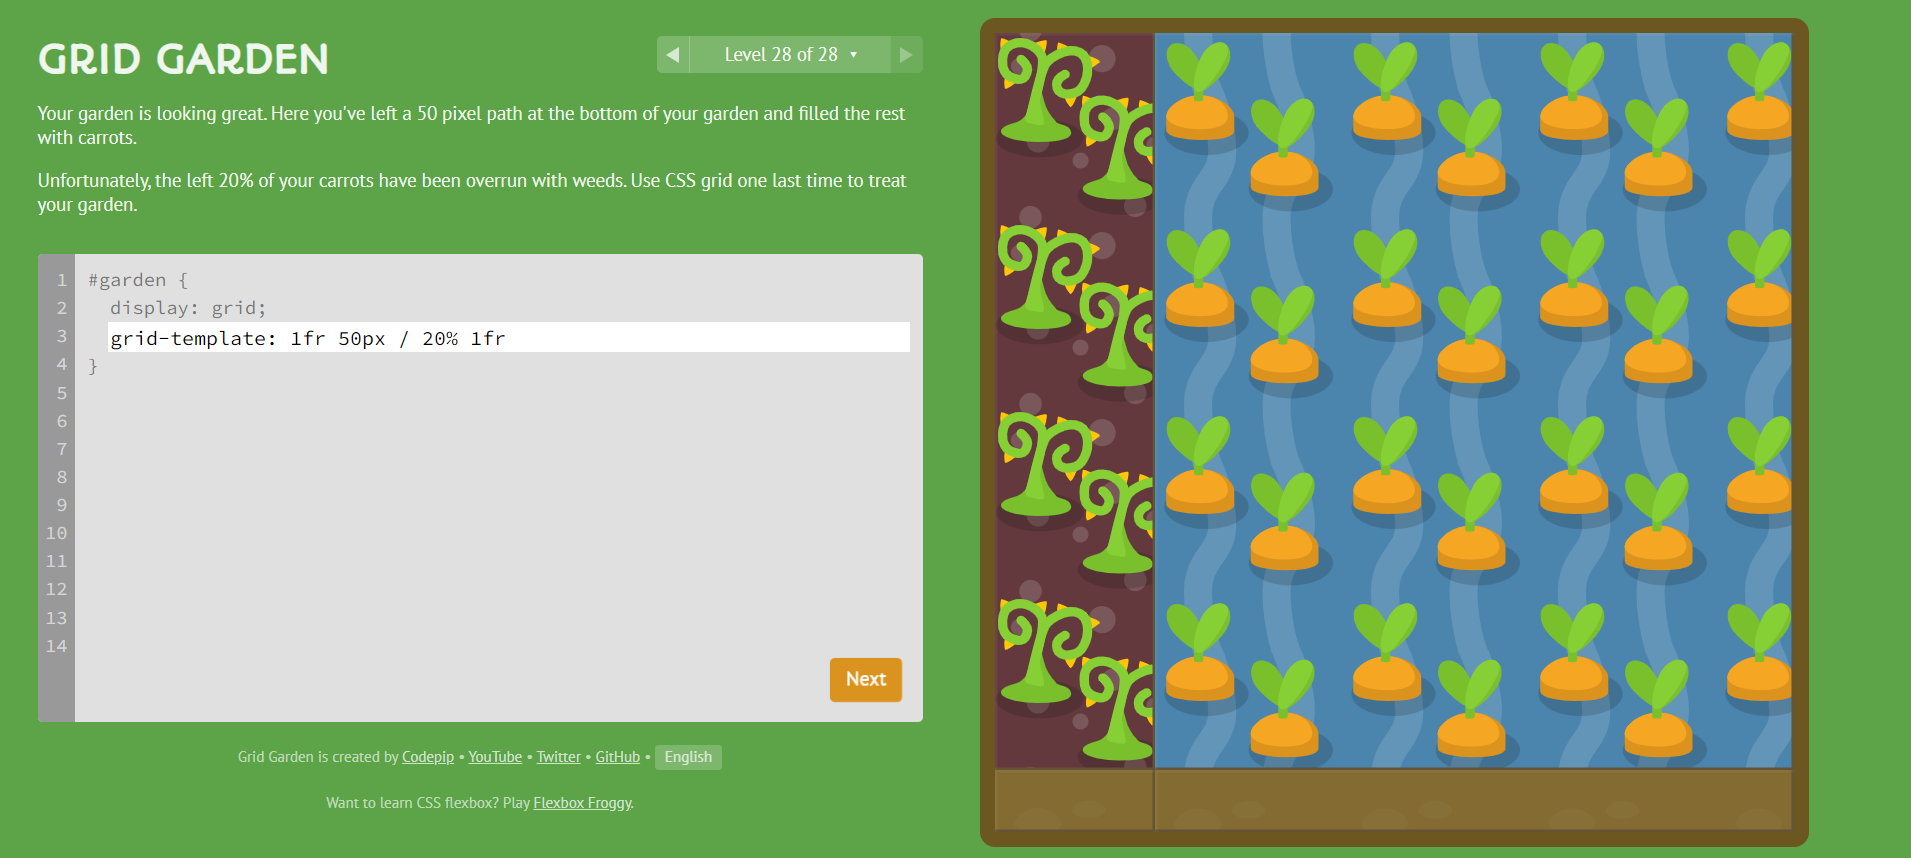 GRID GARDEN
◀ Level 28 of 28 ▼ ▶
Your garden is looking great. Here you've left a 50 pixel path at the bottom of your garden and filled the rest
with carrots.
Unfortunately, the left 20% of your carrots have been overrun with weeds. Use CSS grid one last time to treat
your garden.
1 #garden {
2 display: grid;
3 grid-template: 1fr 50px / 20% 1fr
4 }
5
6
7
8
9
10
11
12
13
14
Next
Grid Garden is created by Codepip • YouTube • Twitter • GitHub • English
Want to learn CSS flexbox? Play Flexbox Froggy.